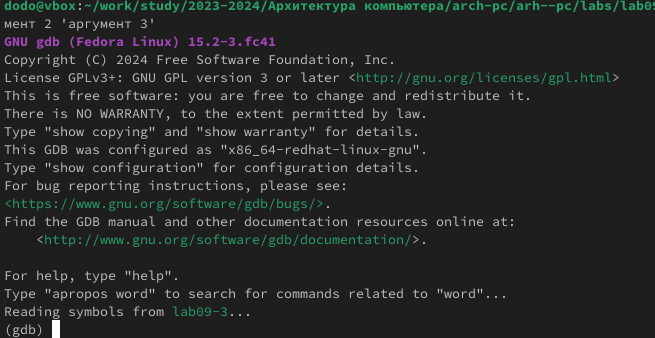 dodo@vbox:~/work/study/2023-2024/Архитектура компьютера/arch-pc/arh--pc/labs/lab09
мент 2 'аргумент 3'
GNU gdb (Fedora Linux) 15.2-3.fc41
Copyright (C) 2024 Free Software Foundation, Inc.
License GPLv3+: GNU GPL version 3 or later <http://gnu.org/licenses/gpl.html>
This is free software: you are free to change and redistribute it.
There is NO WARRANTY, to the extent permitted by law.
Type "show copying" and "show warranty" for details.
This GDB was configured as "x86_64-redhat-linux-gnu".
Type "show configuration" for configuration details.
For bug reporting instructions, please see:
<https://www.gnu.org/software/gdb/bugs/>.
Find the GDB manual and other documentation resources online at:
    <http://www.gnu.org/software/gdb/documentation/>.
For help, type "help".
Type "apropos word" to search for commands related to "word"...
Reading symbols from lab09-3...
(gdb)